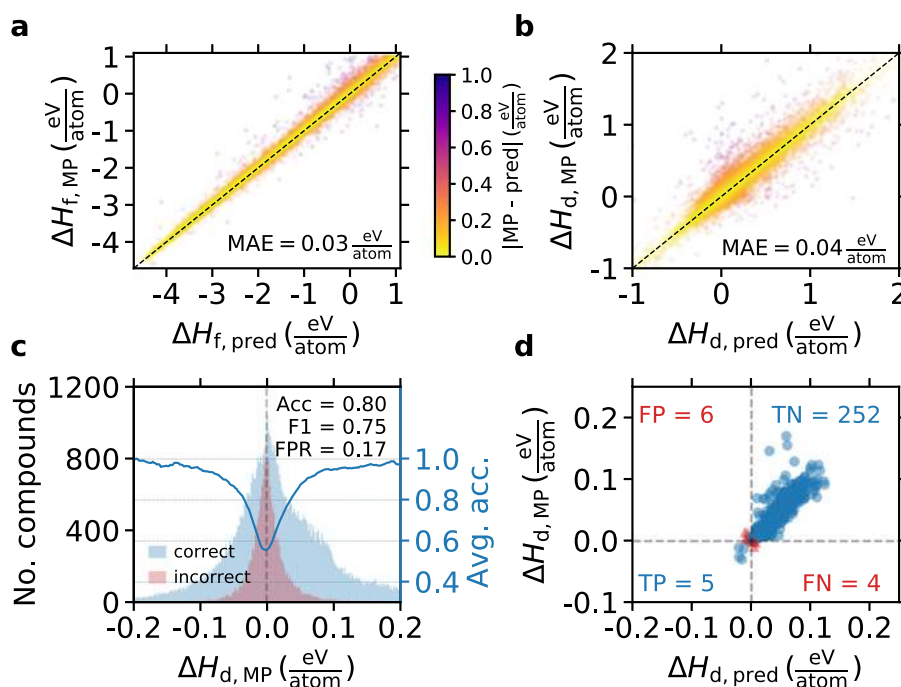 a
1
0
-1
-2
-3
-4
ΔH_f, MP (eV/atom)
MAE = 0.03 eV/atom
-4 -3 -2 -1 0 1
ΔH_f, pred (eV/atom)
1.0
0.8
0.6
0.4
0.2
0.0
|MP - pred| (eV/atom)
b
2
1
0
-1
ΔH_d, MP (eV/atom)
MAE = 0.04 eV/atom
-1 0 1 2
ΔH_d, pred (eV/atom)
c
1200
800
400
0
No. compounds
Acc = 0.80
F1 = 0.75
FPR = 0.17
correct
incorrect
1.0
0.8
0.6
0.4
Avg. acc.
-0.2 -0.1 0.0 0.1 0.2
ΔH_d, MP (eV/atom)
d
0.2
0.1
0.0
-0.1
ΔH_d, MP (eV/atom)
FP = 6 TN = 252
TP = 5 FN = 4
-0.1 0.0 0.1 0.2
ΔH_d, pred (eV/atom)